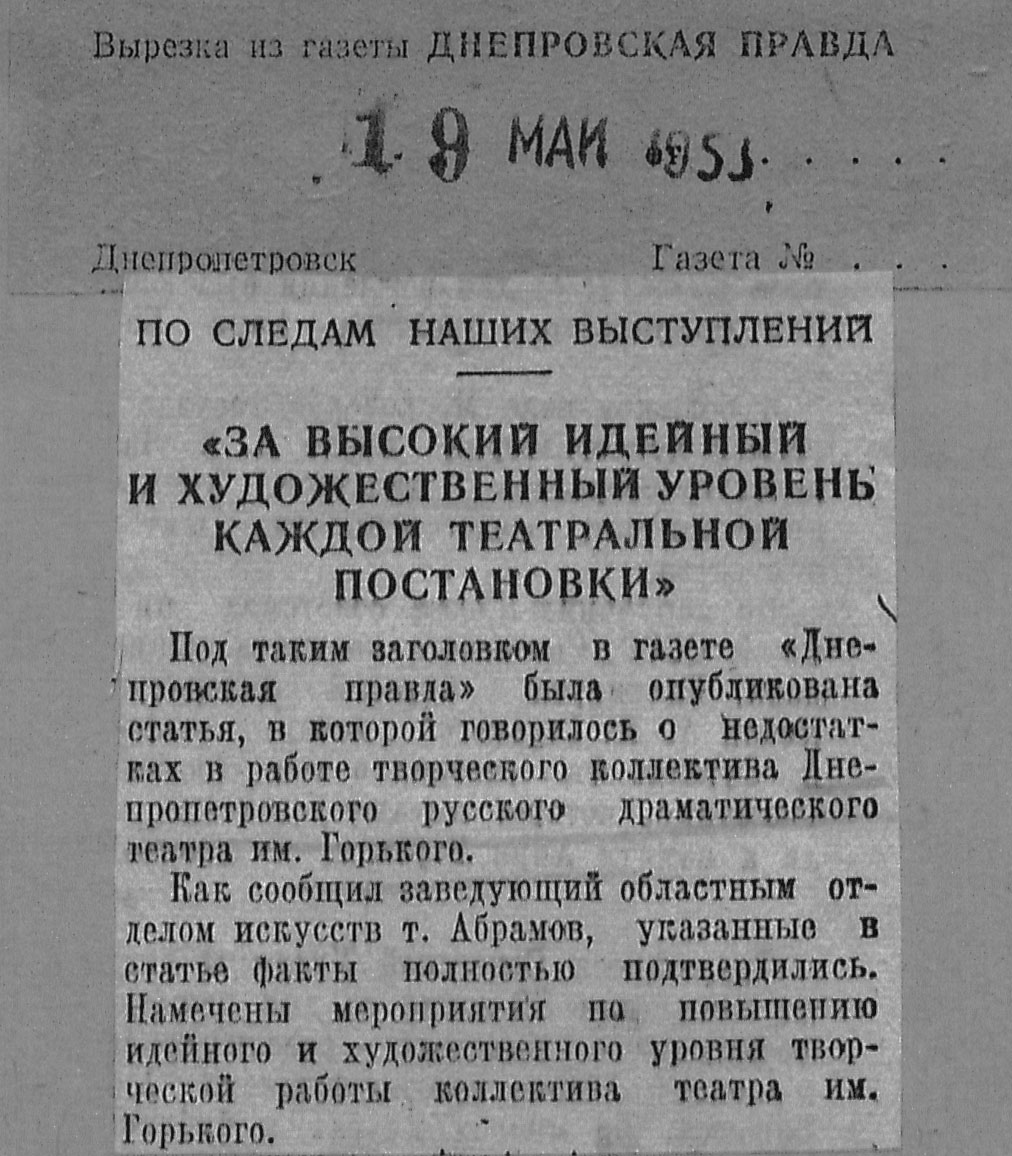 Вырезка из газеты ДНЕПРОВСКАЯ ПРАВДА
19 МАЙ 1953 . . . . .
Днепропетровск Газета № . . .
ПО СЛЕДАМ НАШИХ ВЫСТУПЛЕНИЙ
«ЗА ВЫСОКИЙ ИДЕЙНЫЙ
И ХУДОЖЕСТВЕННЫЙ УРОВЕНЬ
КАЖДОЙ ТЕАТРАЛЬНОЙ
ПОСТАНОВКИ»
Под таким заголовком в газете «Дне-
провская правда» была опубликована
статья, в которой говорилось о недостат-
ках в работе творческого коллектива Дне-
пропетровского русского драматического
театра им. Горького.
Как сообщил заведующий областным от-
делом искусств т. Абрамов, указанные в
статье факты полностью подтвердились.
Намечены мероприятия по повышению
идейного и художественного уровня твор-
ческой работы коллектива театра им.
Горького.